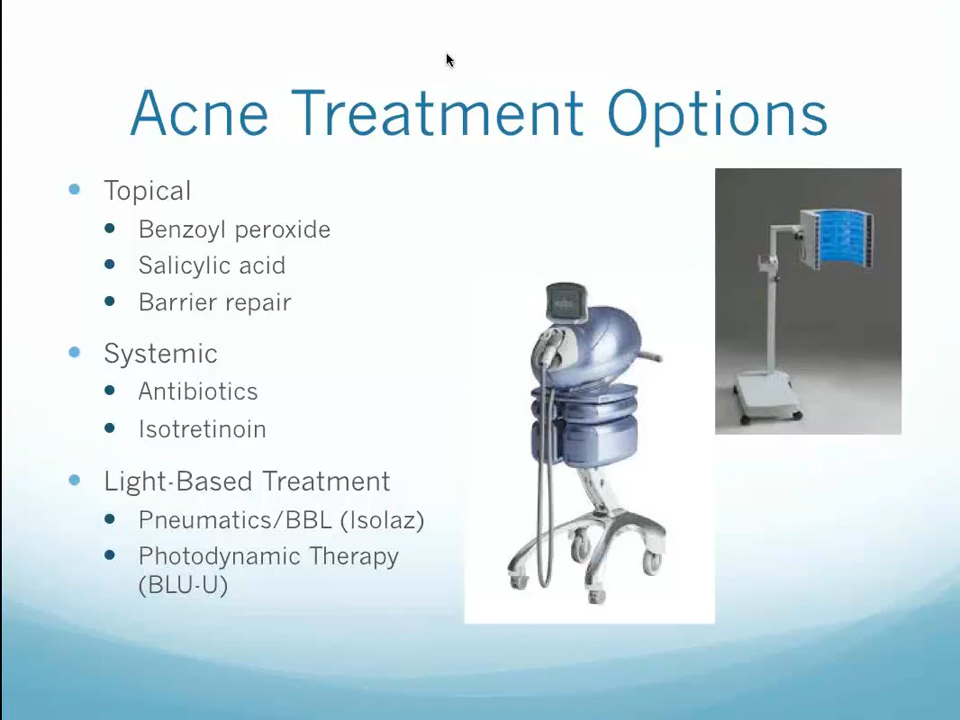 Acne Treatment Options
Topical
Benzoyl peroxide
Salicylic acid
Barrier repair
Systemic
Antibiotics
Isotretinoin
Light-Based Treatment
Pneumatics/BBL (Isolaz)
Photodynamic Therapy
(BLU-U)